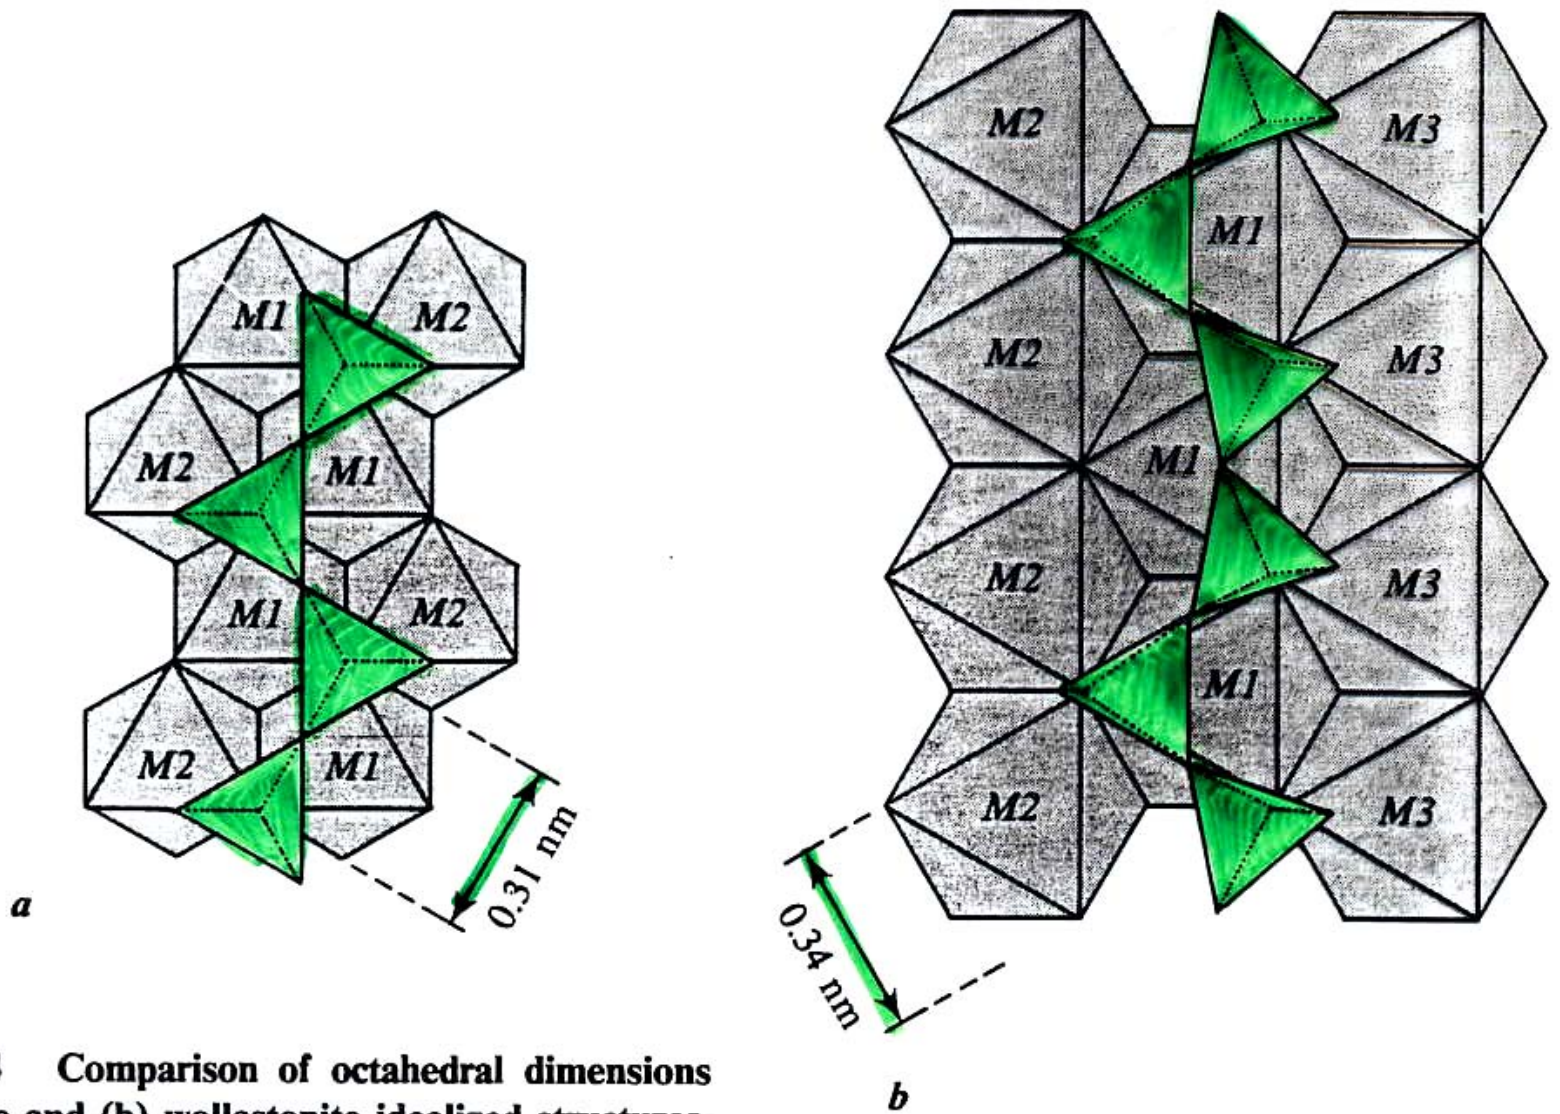 M1 M2
M2 M1
M1 M2
M2 M1
0.31 nm
a
M2 M3
M1
M2 M3
M1
M2 M3
M1
M2 M3
0.34 nm
b
Comparison of octahedral dimensions
and (b) wollastonite idealized structures